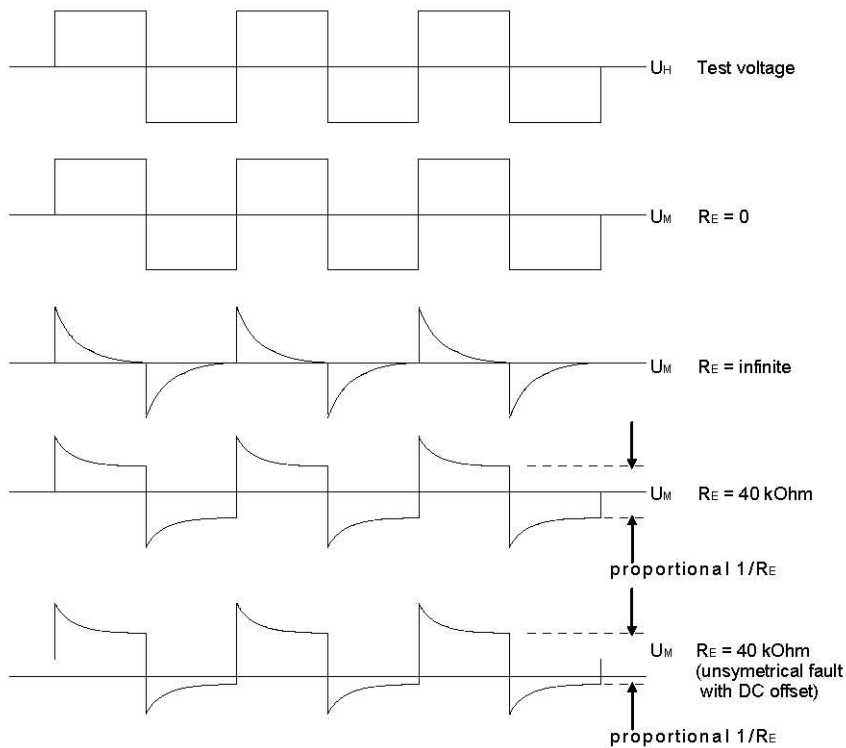 UH Test voltage
UM RE = 0
UM RE = infinite
UM RE = 40 kOhm
proportional 1/RE
UM RE = 40 kOhm
(unsymetrical fault
with DC offset)
proportional 1/RE